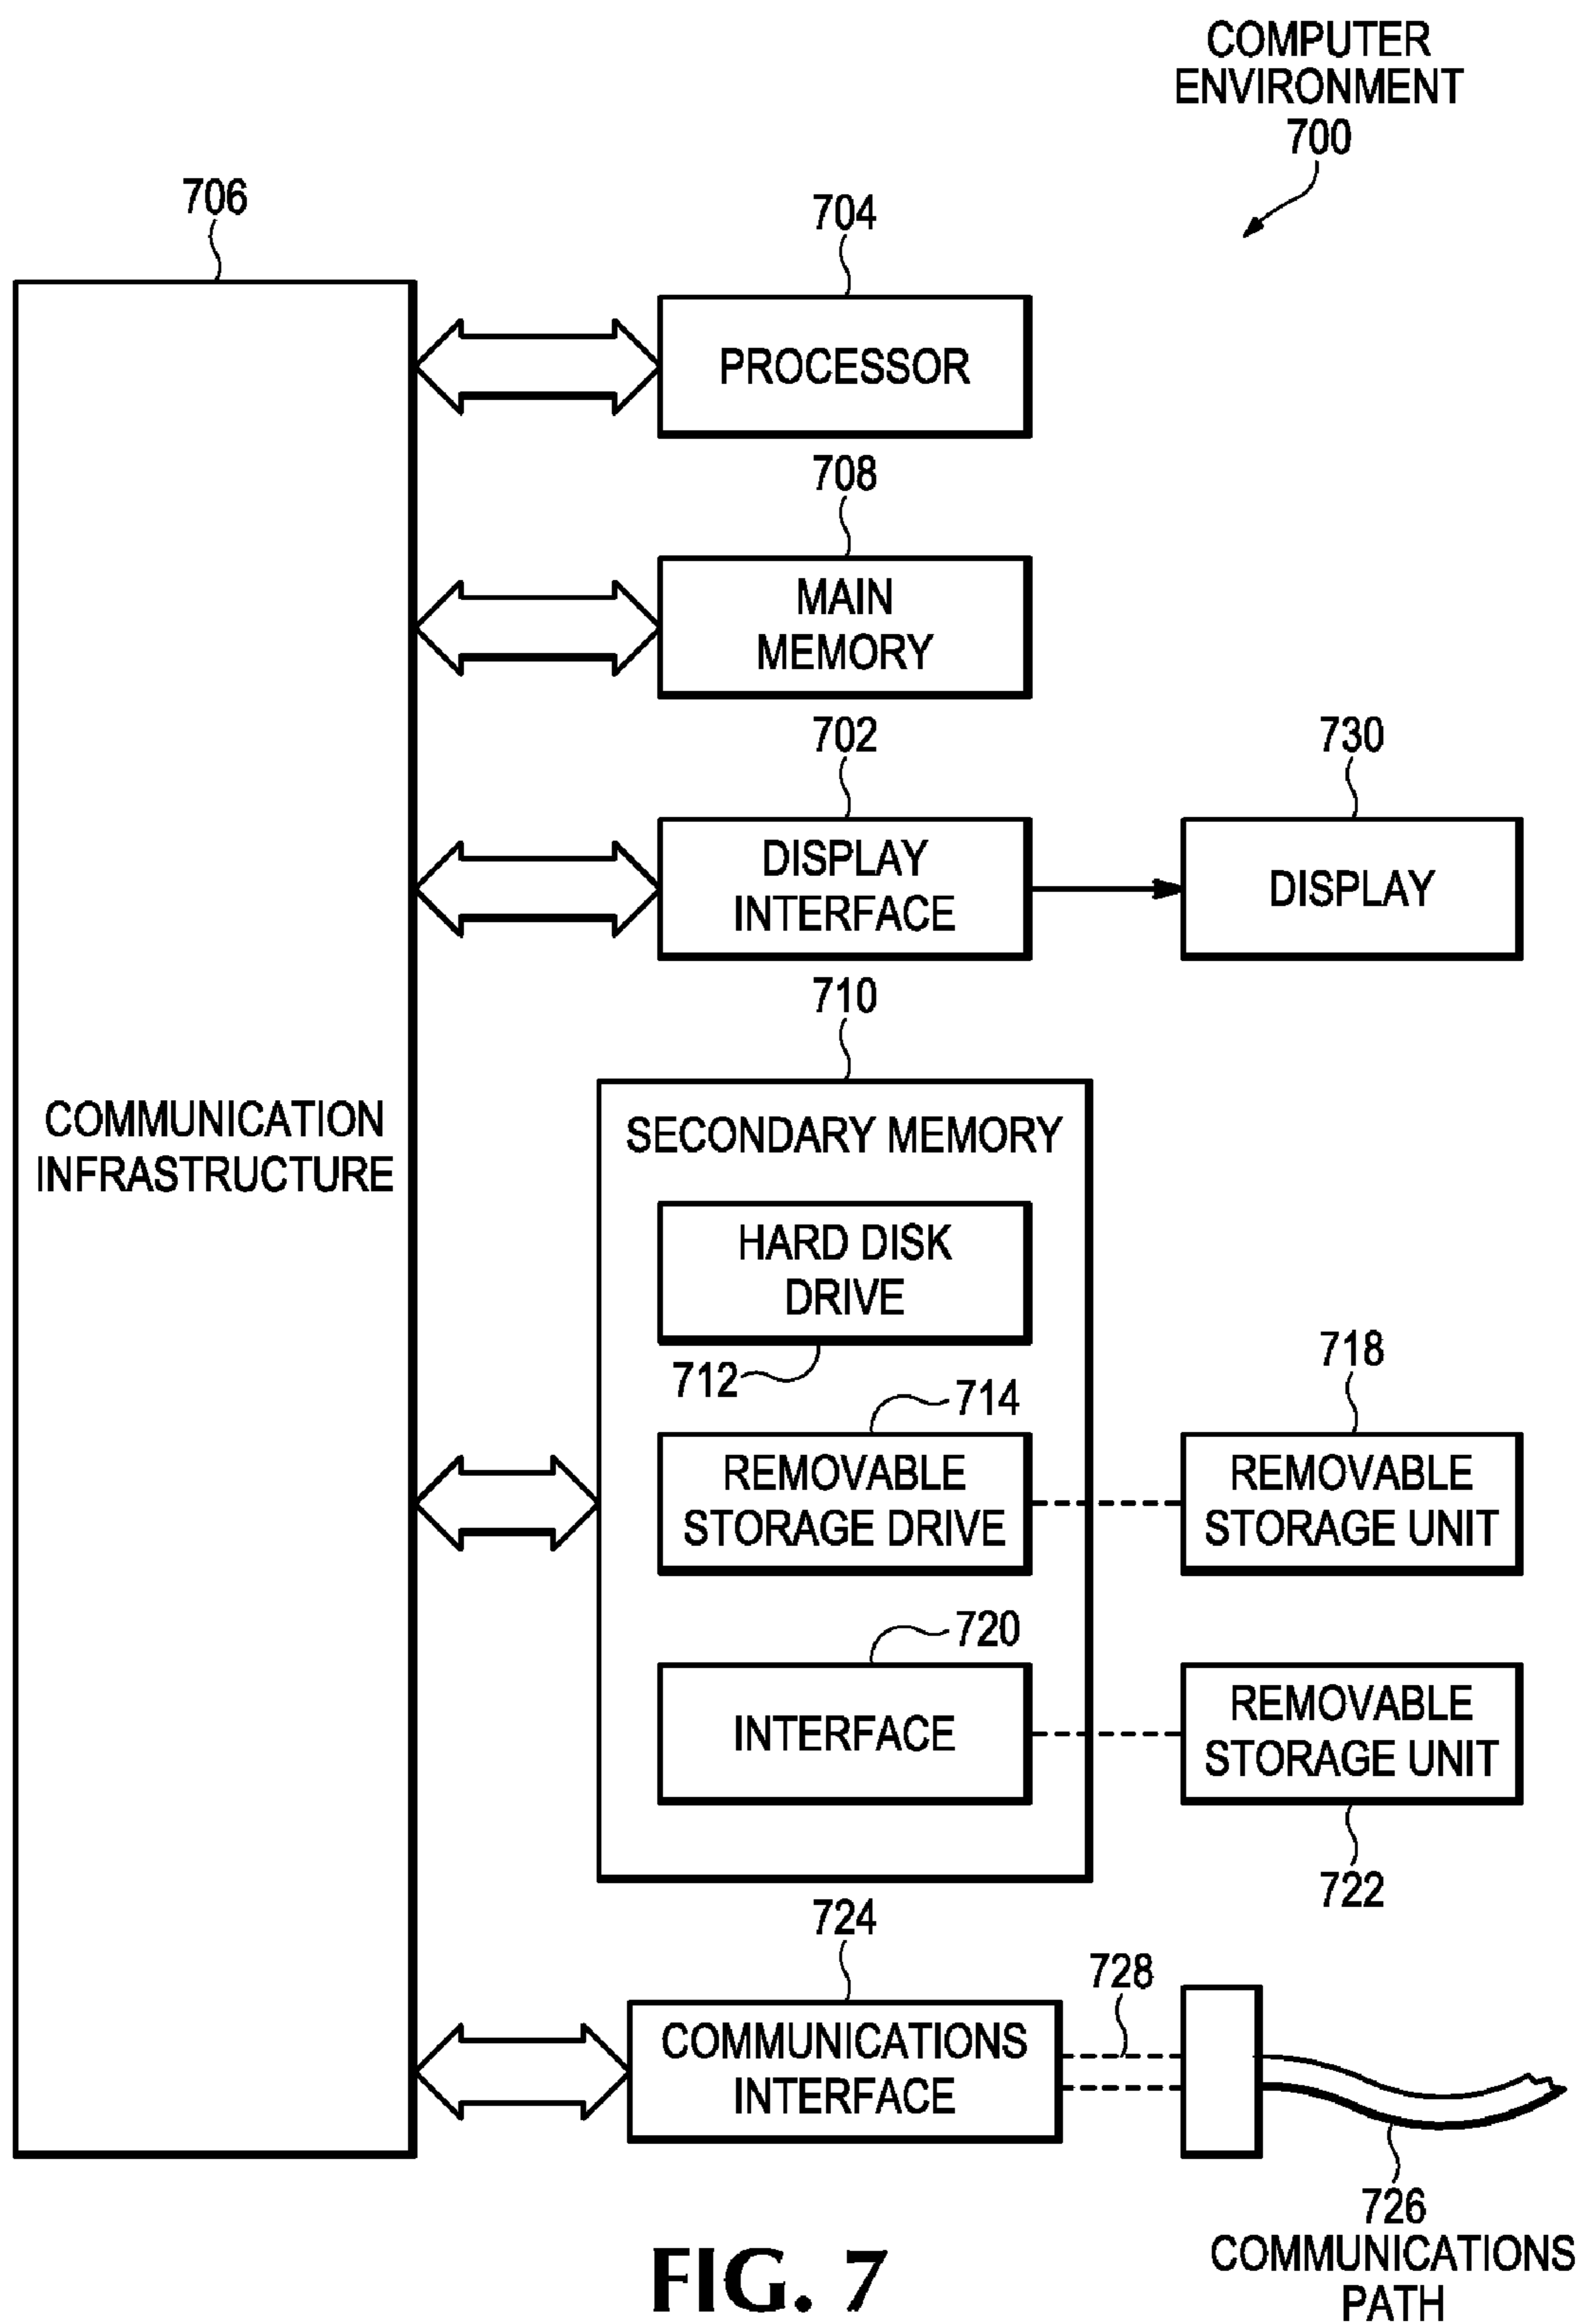 COMPUTER
ENVIRONMENT
700
706
704
PROCESSOR
708
MAIN
MEMORY
702
DISPLAY
INTERFACE
730
DISPLAY
710
COMMUNICATION
INFRASTRUCTURE
SECONDARY MEMORY
HARD DISK
DRIVE
712
714
REMOVABLE
STORAGE DRIVE
718
REMOVABLE
STORAGE UNIT
720
INTERFACE
REMOVABLE
STORAGE UNIT
722
724
COMMUNICATIONS
INTERFACE
728
726
COMMUNICATIONS
PATH
FIG. 7